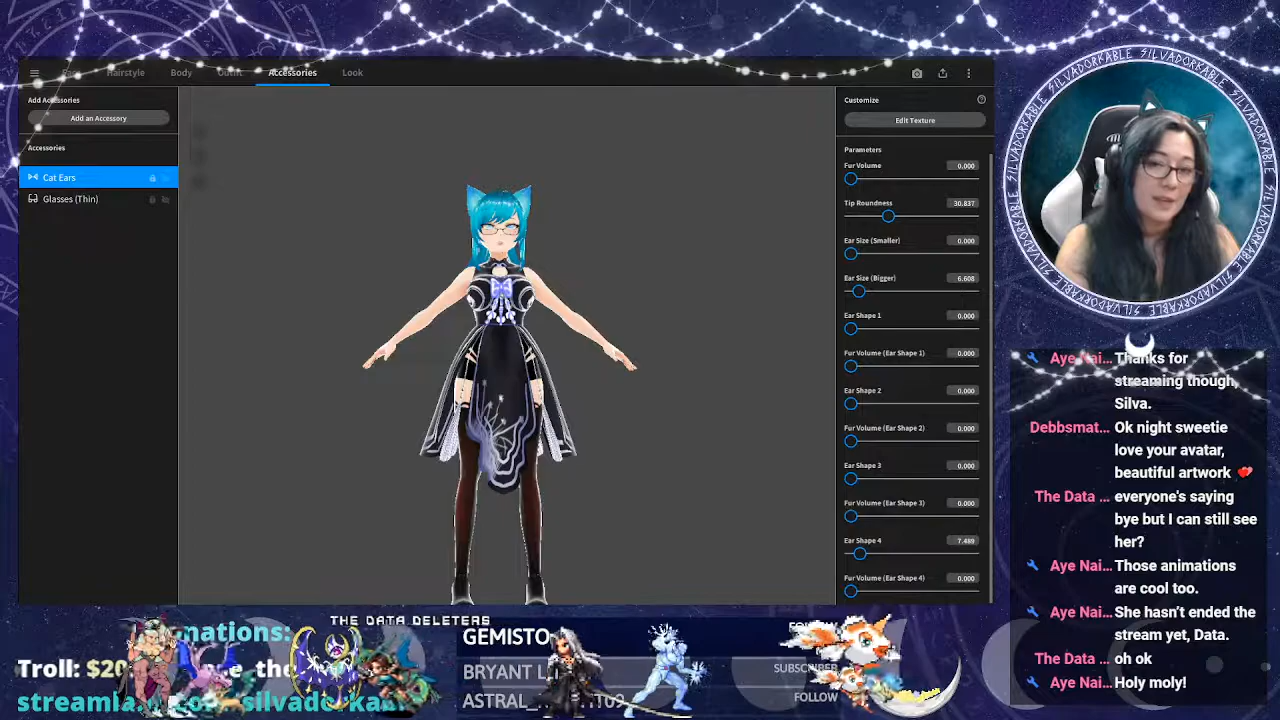 Hairstyle
Body
Outfit
Accessories
Look
Add Accessories
Add an Accessory
Accessories
Cat Ears
Glasses (Thin)
Customize
Edit Texture
Parameters
Fur Volume 0.000
Tip Roundness 30.837
Ear Size (Smaller) 0.000
Ear Size (Bigger) 6.608
Ear Shape 1 0.000
Fur Volume (Ear Shape 1) 0.000
Ear Shape 2 0.000
Fur Volume (Ear Shape 2) 0.000
Ear Shape 3 0.000
Fur Volume (Ear Shape 3) 0.000
Ear Shape 4 7.489
Fur Volume (Ear Shape 4) 0.000
SILVADORKABLE SILVADORKABLE SILVADORKABLE
Thanks for
streaming though,
Silva.
Debbsmat... Ok night sweetie
love your avatar,
beautiful artwork
The Data ... everyone's saying
bye but I can still see
her?
Aye Nai... Those animations
are cool too.
Aye Nai... She hasn't ended the
stream yet, Data.
The Data ... oh ok
Aye Nai... Holy moly!
THE DATA DELETERS
GEMISTO
BRYANT L
ASTRAL_
FOLLOW
SUBSCRIBER
FOLLOW
Troll: